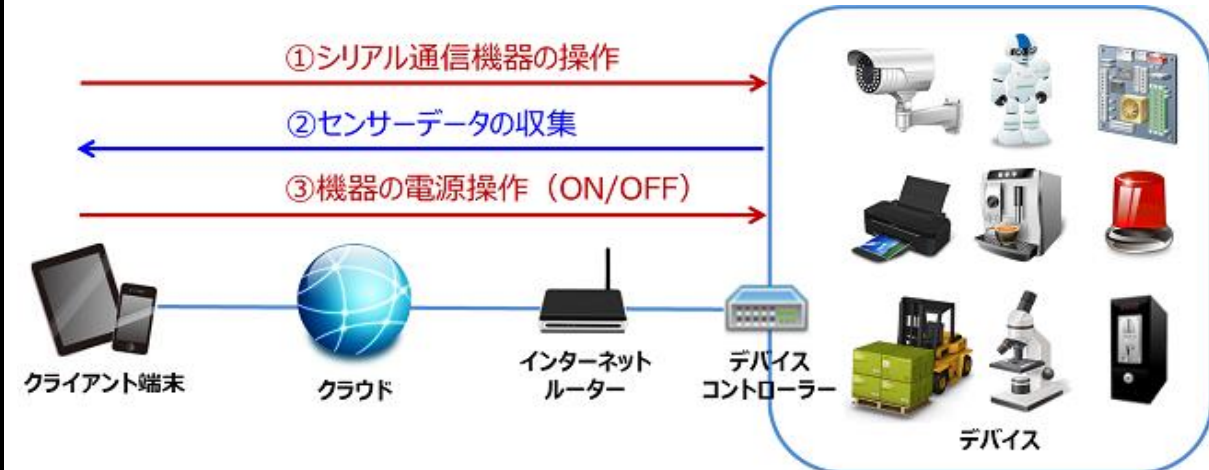 ①シリアル通信機器の操作
②センサーデータの収集
③機器の電源操作（ON/OFF）
クライアント端末
クラウド
インターネット
ルーター
デバイス
コントローラー
デバイス